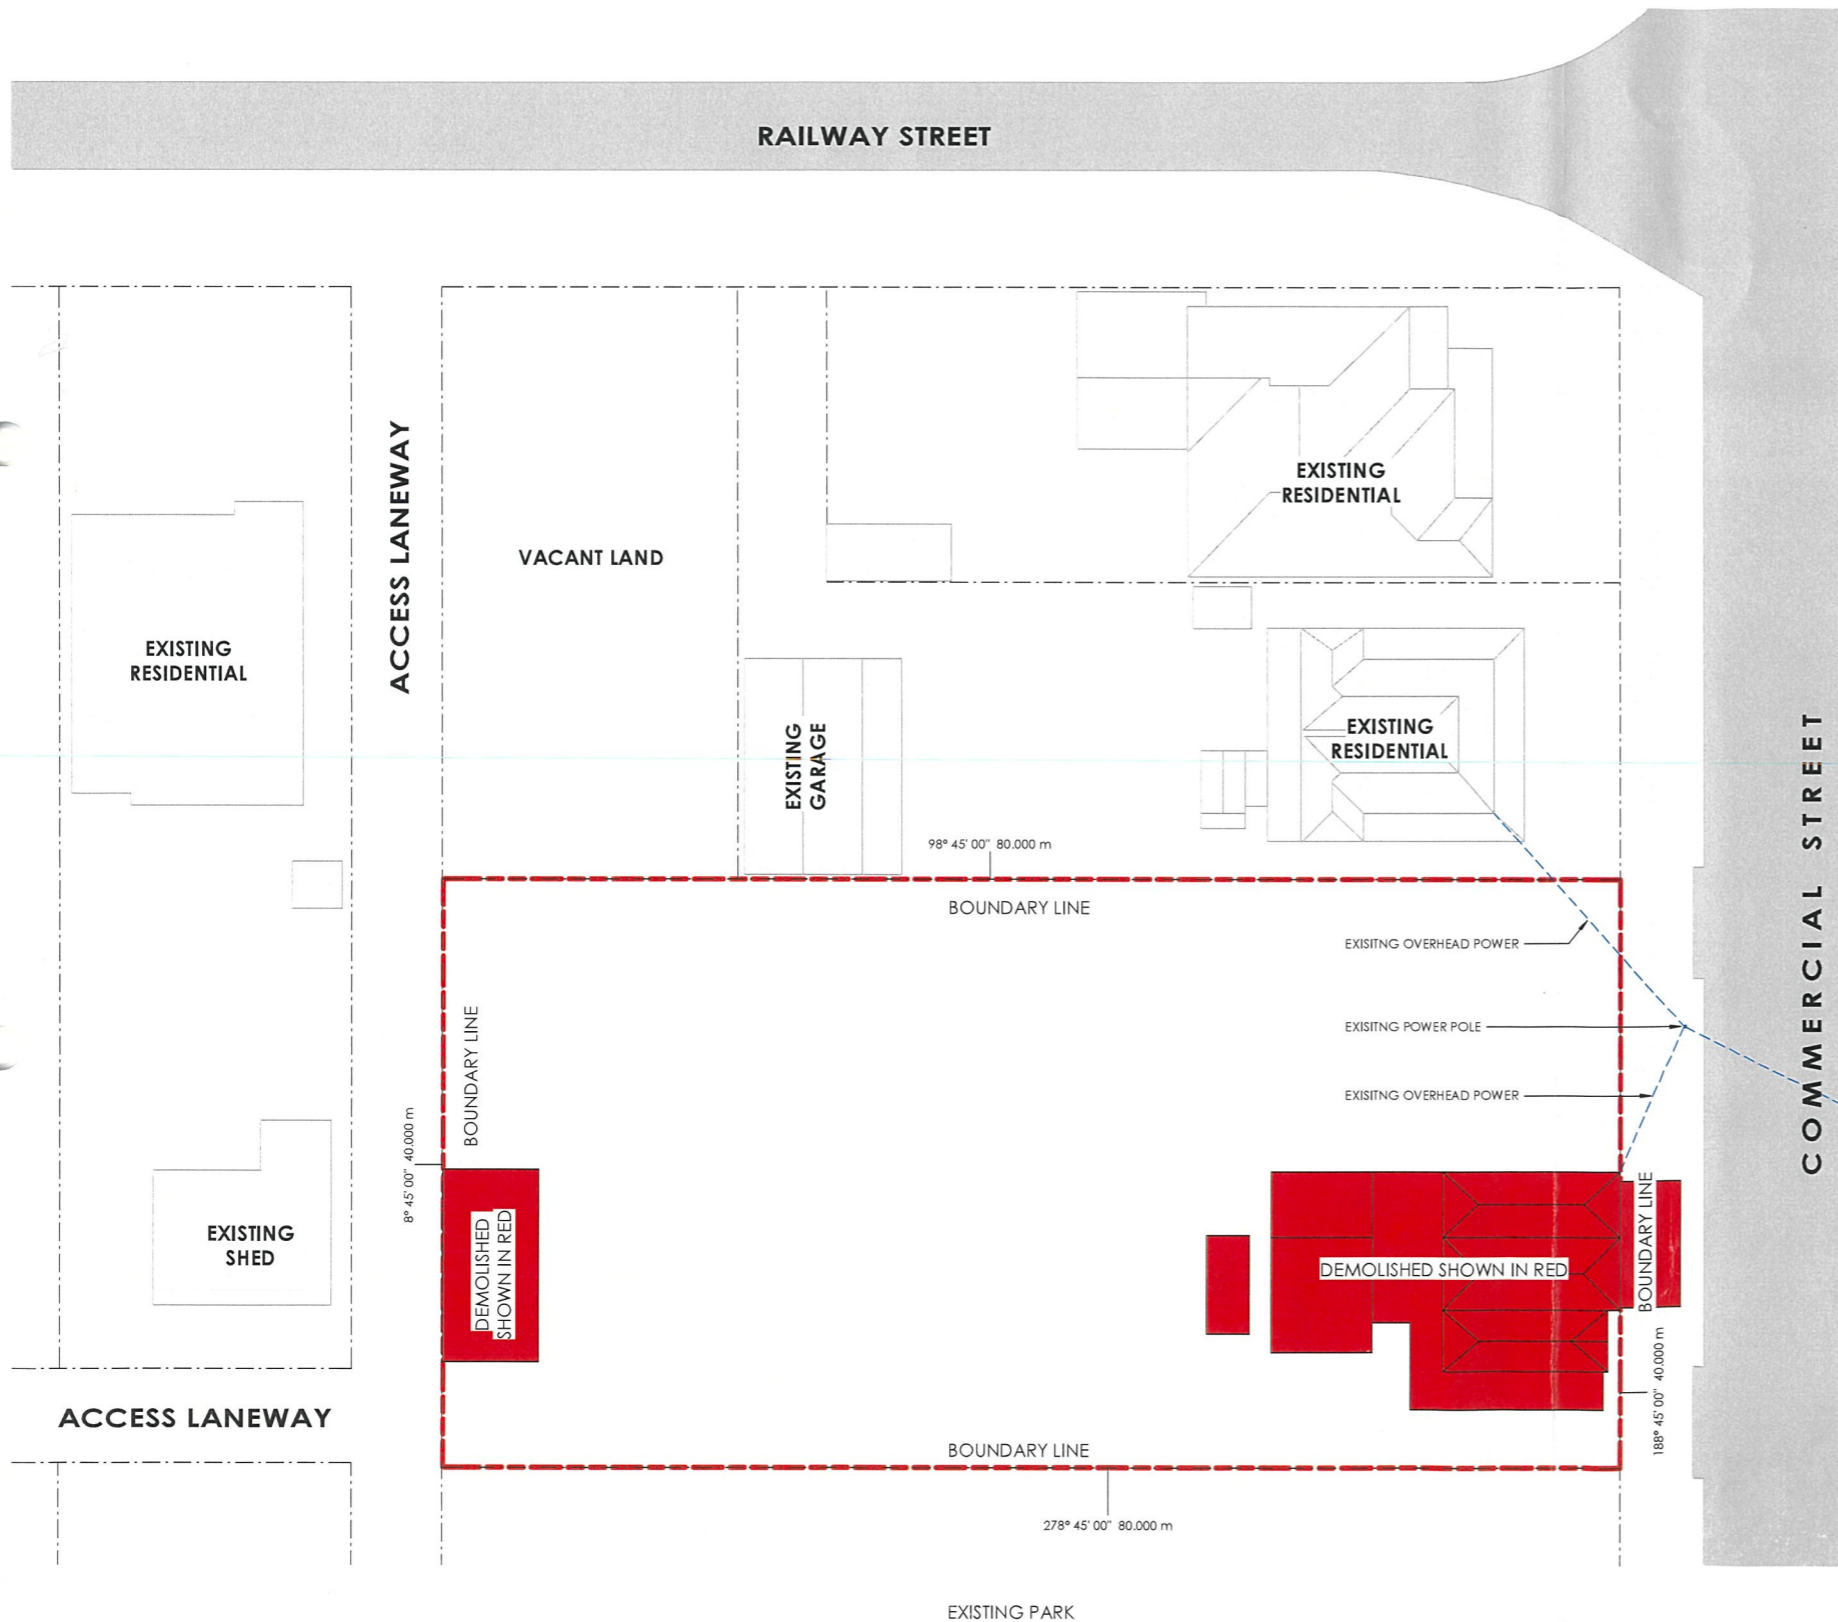 RAILWAY STREET
ACCESS LANEWAY
VACANT LAND
EXISTING
RESIDENTIAL
EXISTING
RESIDENTIAL
EXISTING
GARAGE
EXISTING
RESIDENTIAL
COMMERCIAL STREET
98° 45' 00" 80.000 m
BOUNDARY LINE
EXISITNG OVERHEAD POWER
EXISITNG POWER POLE
EXISITNG OVERHEAD POWER
BOUNDARY LINE
8° 45' 00" 40.000 m
DEMOLISHED
SHOWN IN RED
EXISTING
SHED
DEMOLISHED SHOWN IN RED
BOUNDARY LINE
188° 45' 00" 40.000 m
ACCESS LANEWAY
BOUNDARY LINE
278° 45' 00" 80.000 m
EXISTING PARK